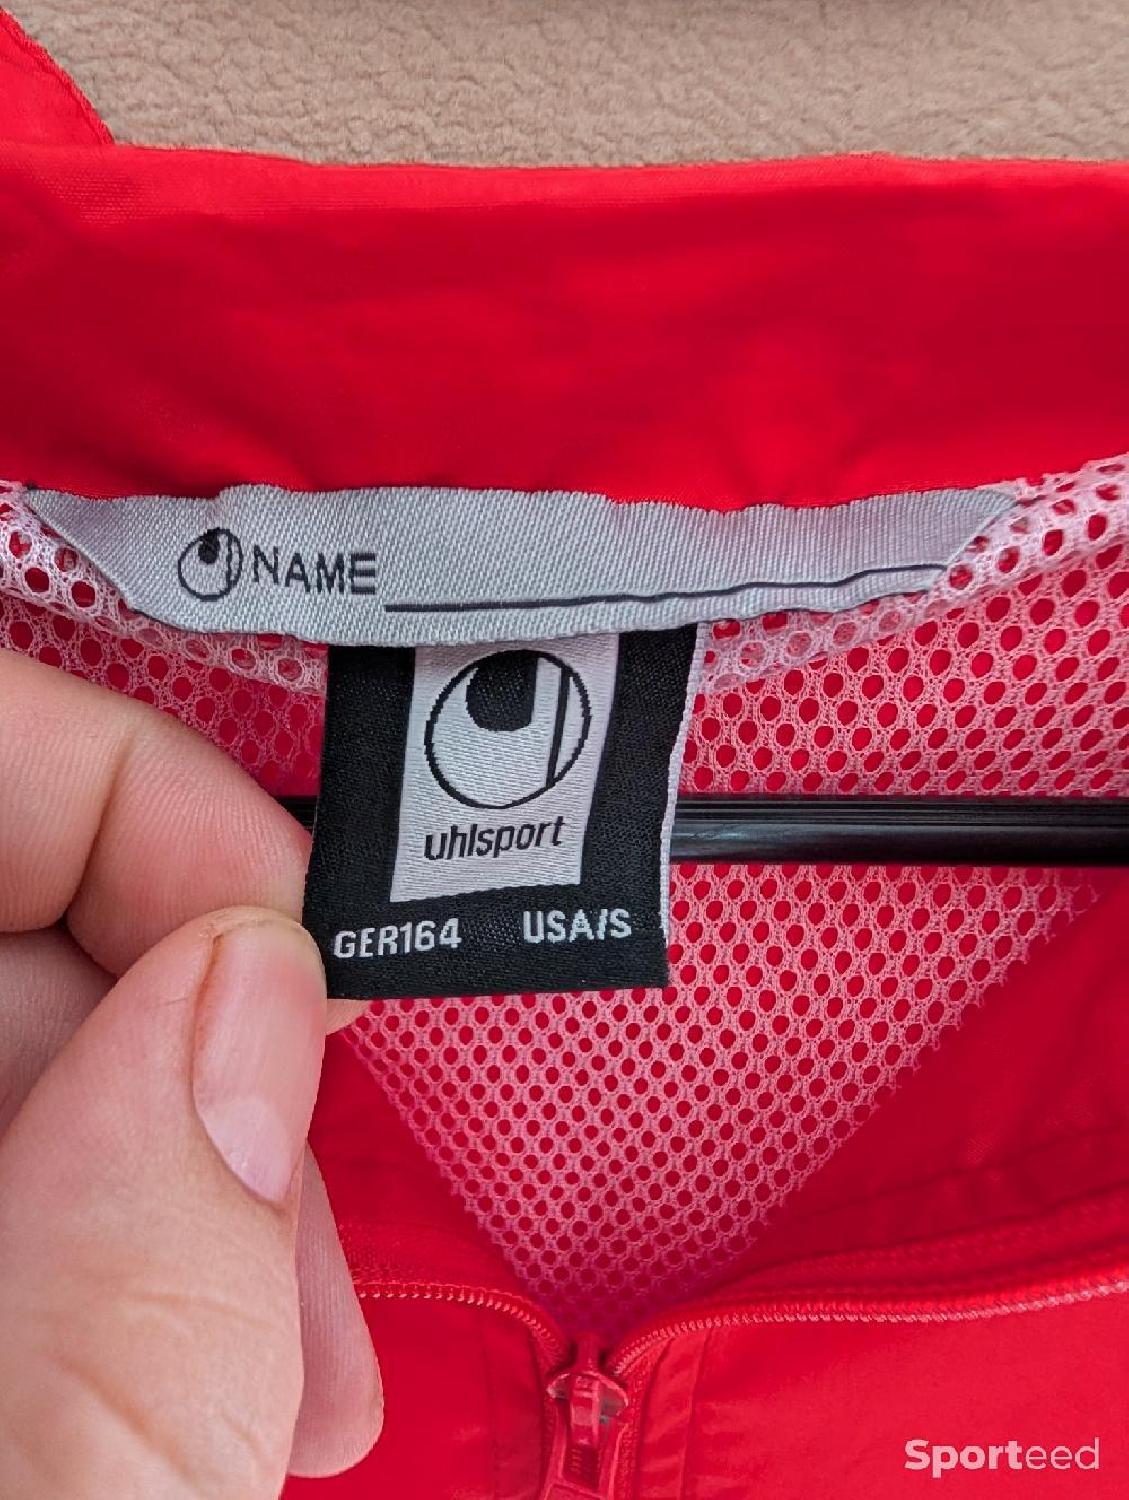 NAME
uhlsport
GER164 USA/S
Sporteed